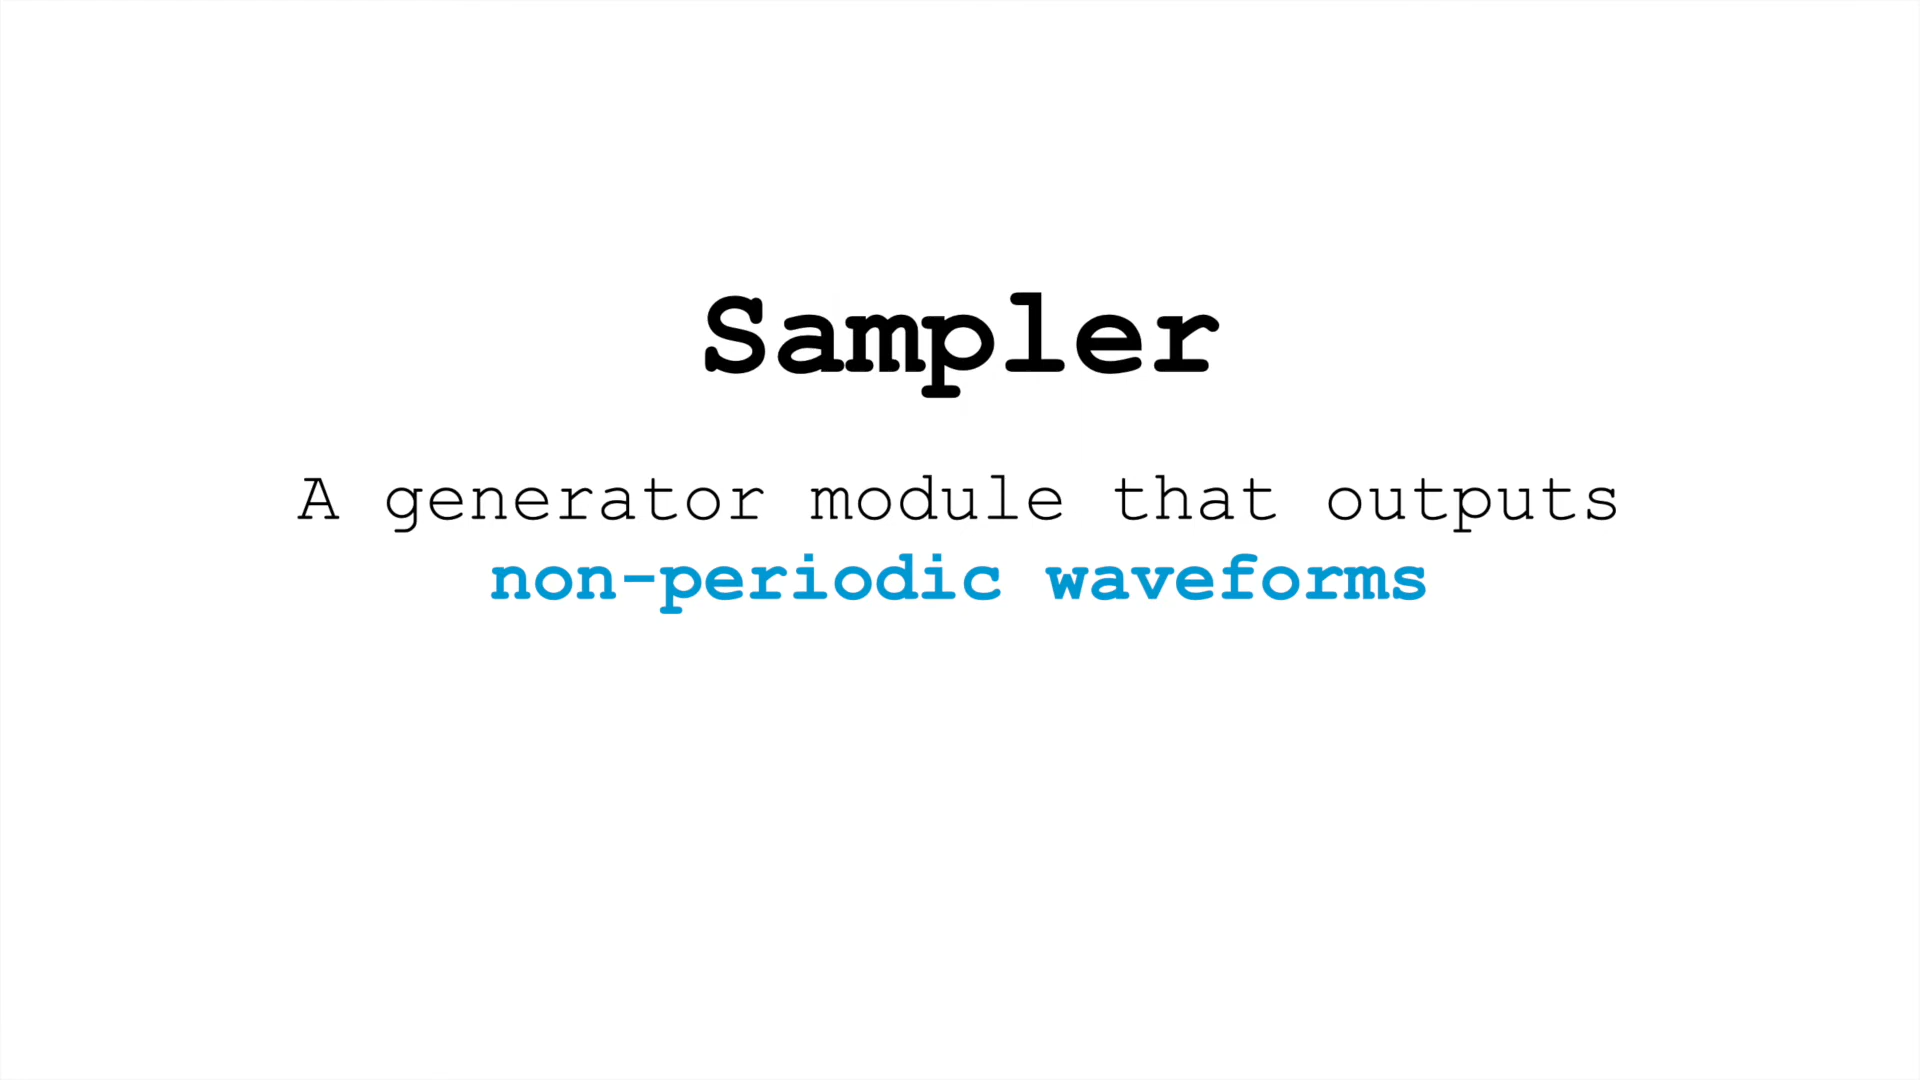 Sampler
A generator module that outputs
non-periodic waveforms